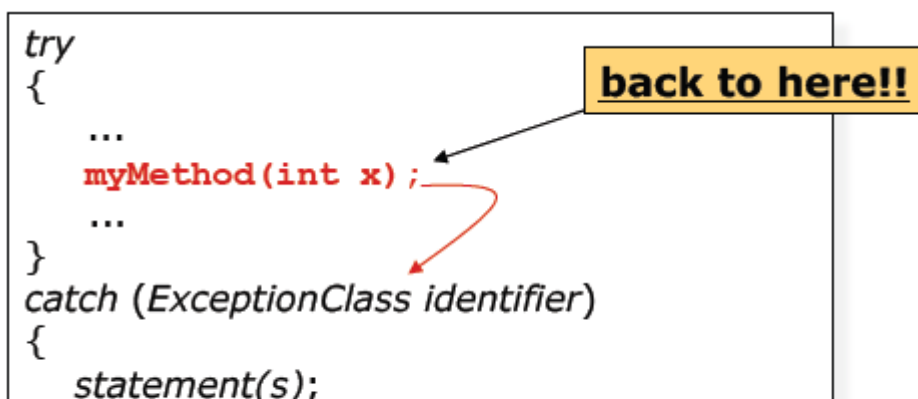 try
{
back to here!!
...
myMethod(int x);
...
}
catch (ExceptionClass identifier)
{
statement(s);